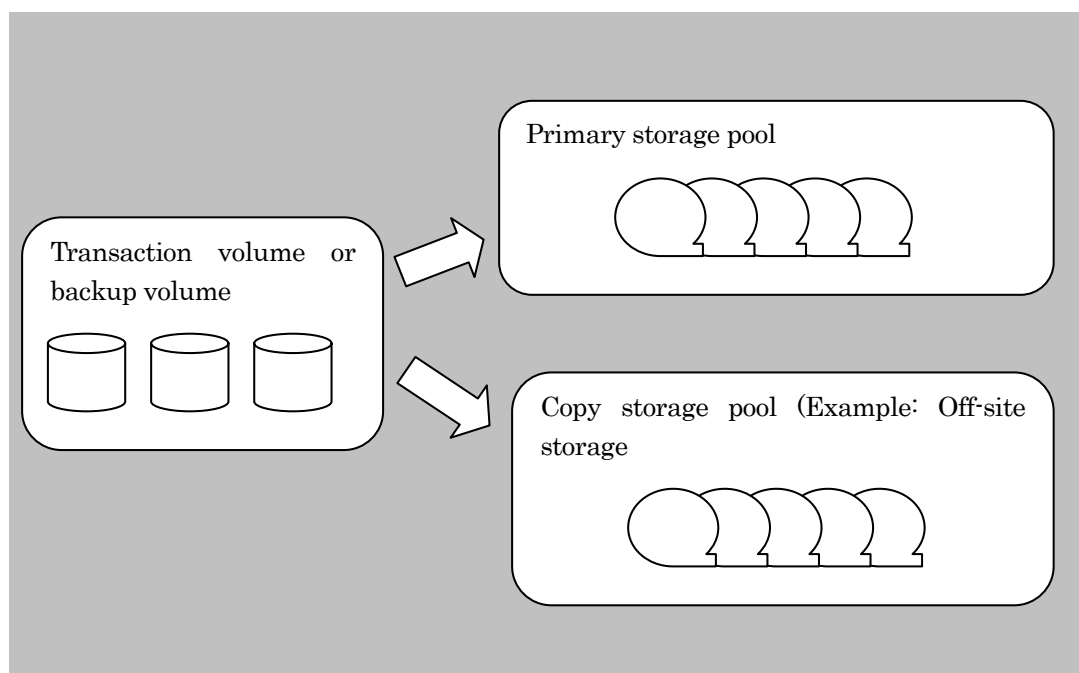 Primary storage pool
Transaction volume or
backup volume
Copy storage pool (Example: Off-site
storage